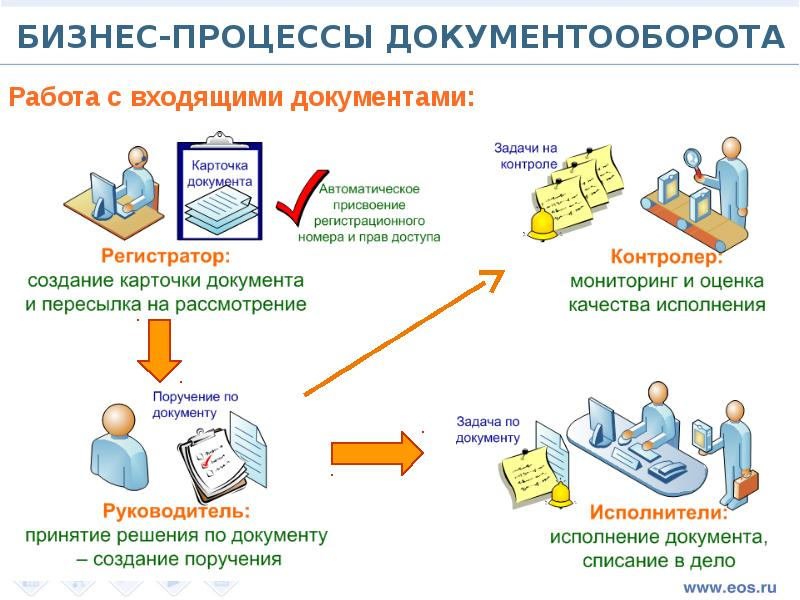 БИЗНЕС-ПРОЦЕССЫ ДОКУМЕНТООБОРОТА
Работа с входящими документами:
Карточка
документа
Автоматическое
присвоение
регистрационного
номера и прав доступа
Регистратор:
создание карточки документа
и пересылка на рассмотрение
Задачи на
контроле
Контролер:
мониторинг и оценка
качества исполнения
Поручение по
документу
Руководитель:
принятие решения по документу
– создание поручения
Задача по
документу
Исполнители:
исполнение документа,
списание в дело
www.eos.ru